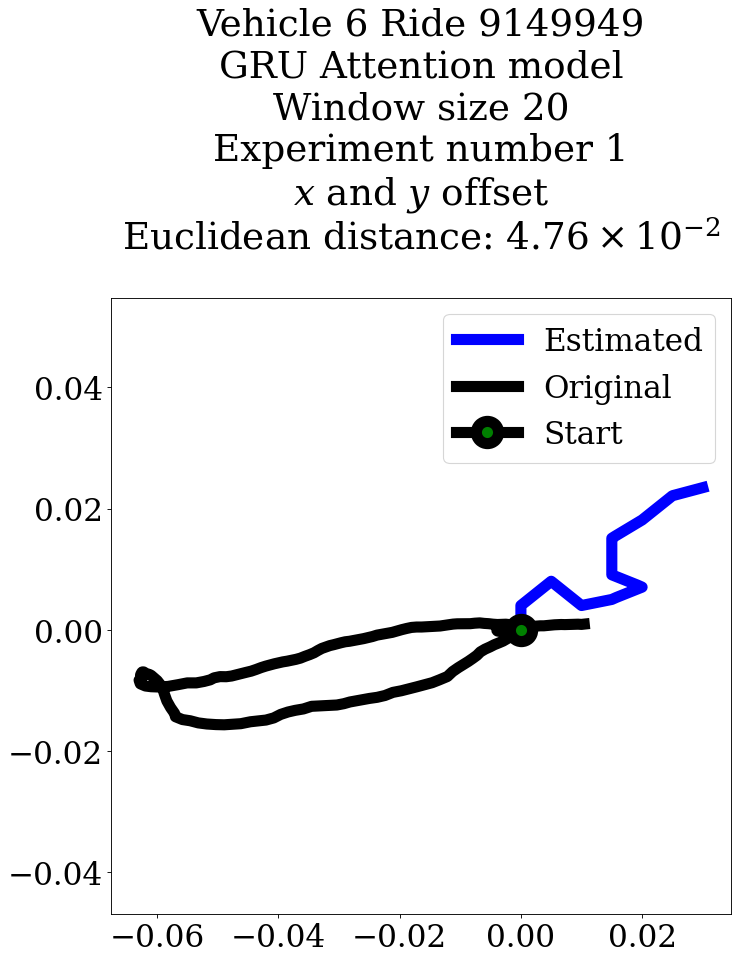 Vehicle 6 Ride 9149949
GRU Attention model
Window size 20
Experiment number 1
x and y offset
Euclidean distance: 4.76 × 10⁻²
Estimated
Original
Start
0.04
0.02
0.00
−0.02
−0.04
−0.06 −0.04 −0.02 0.00 0.02